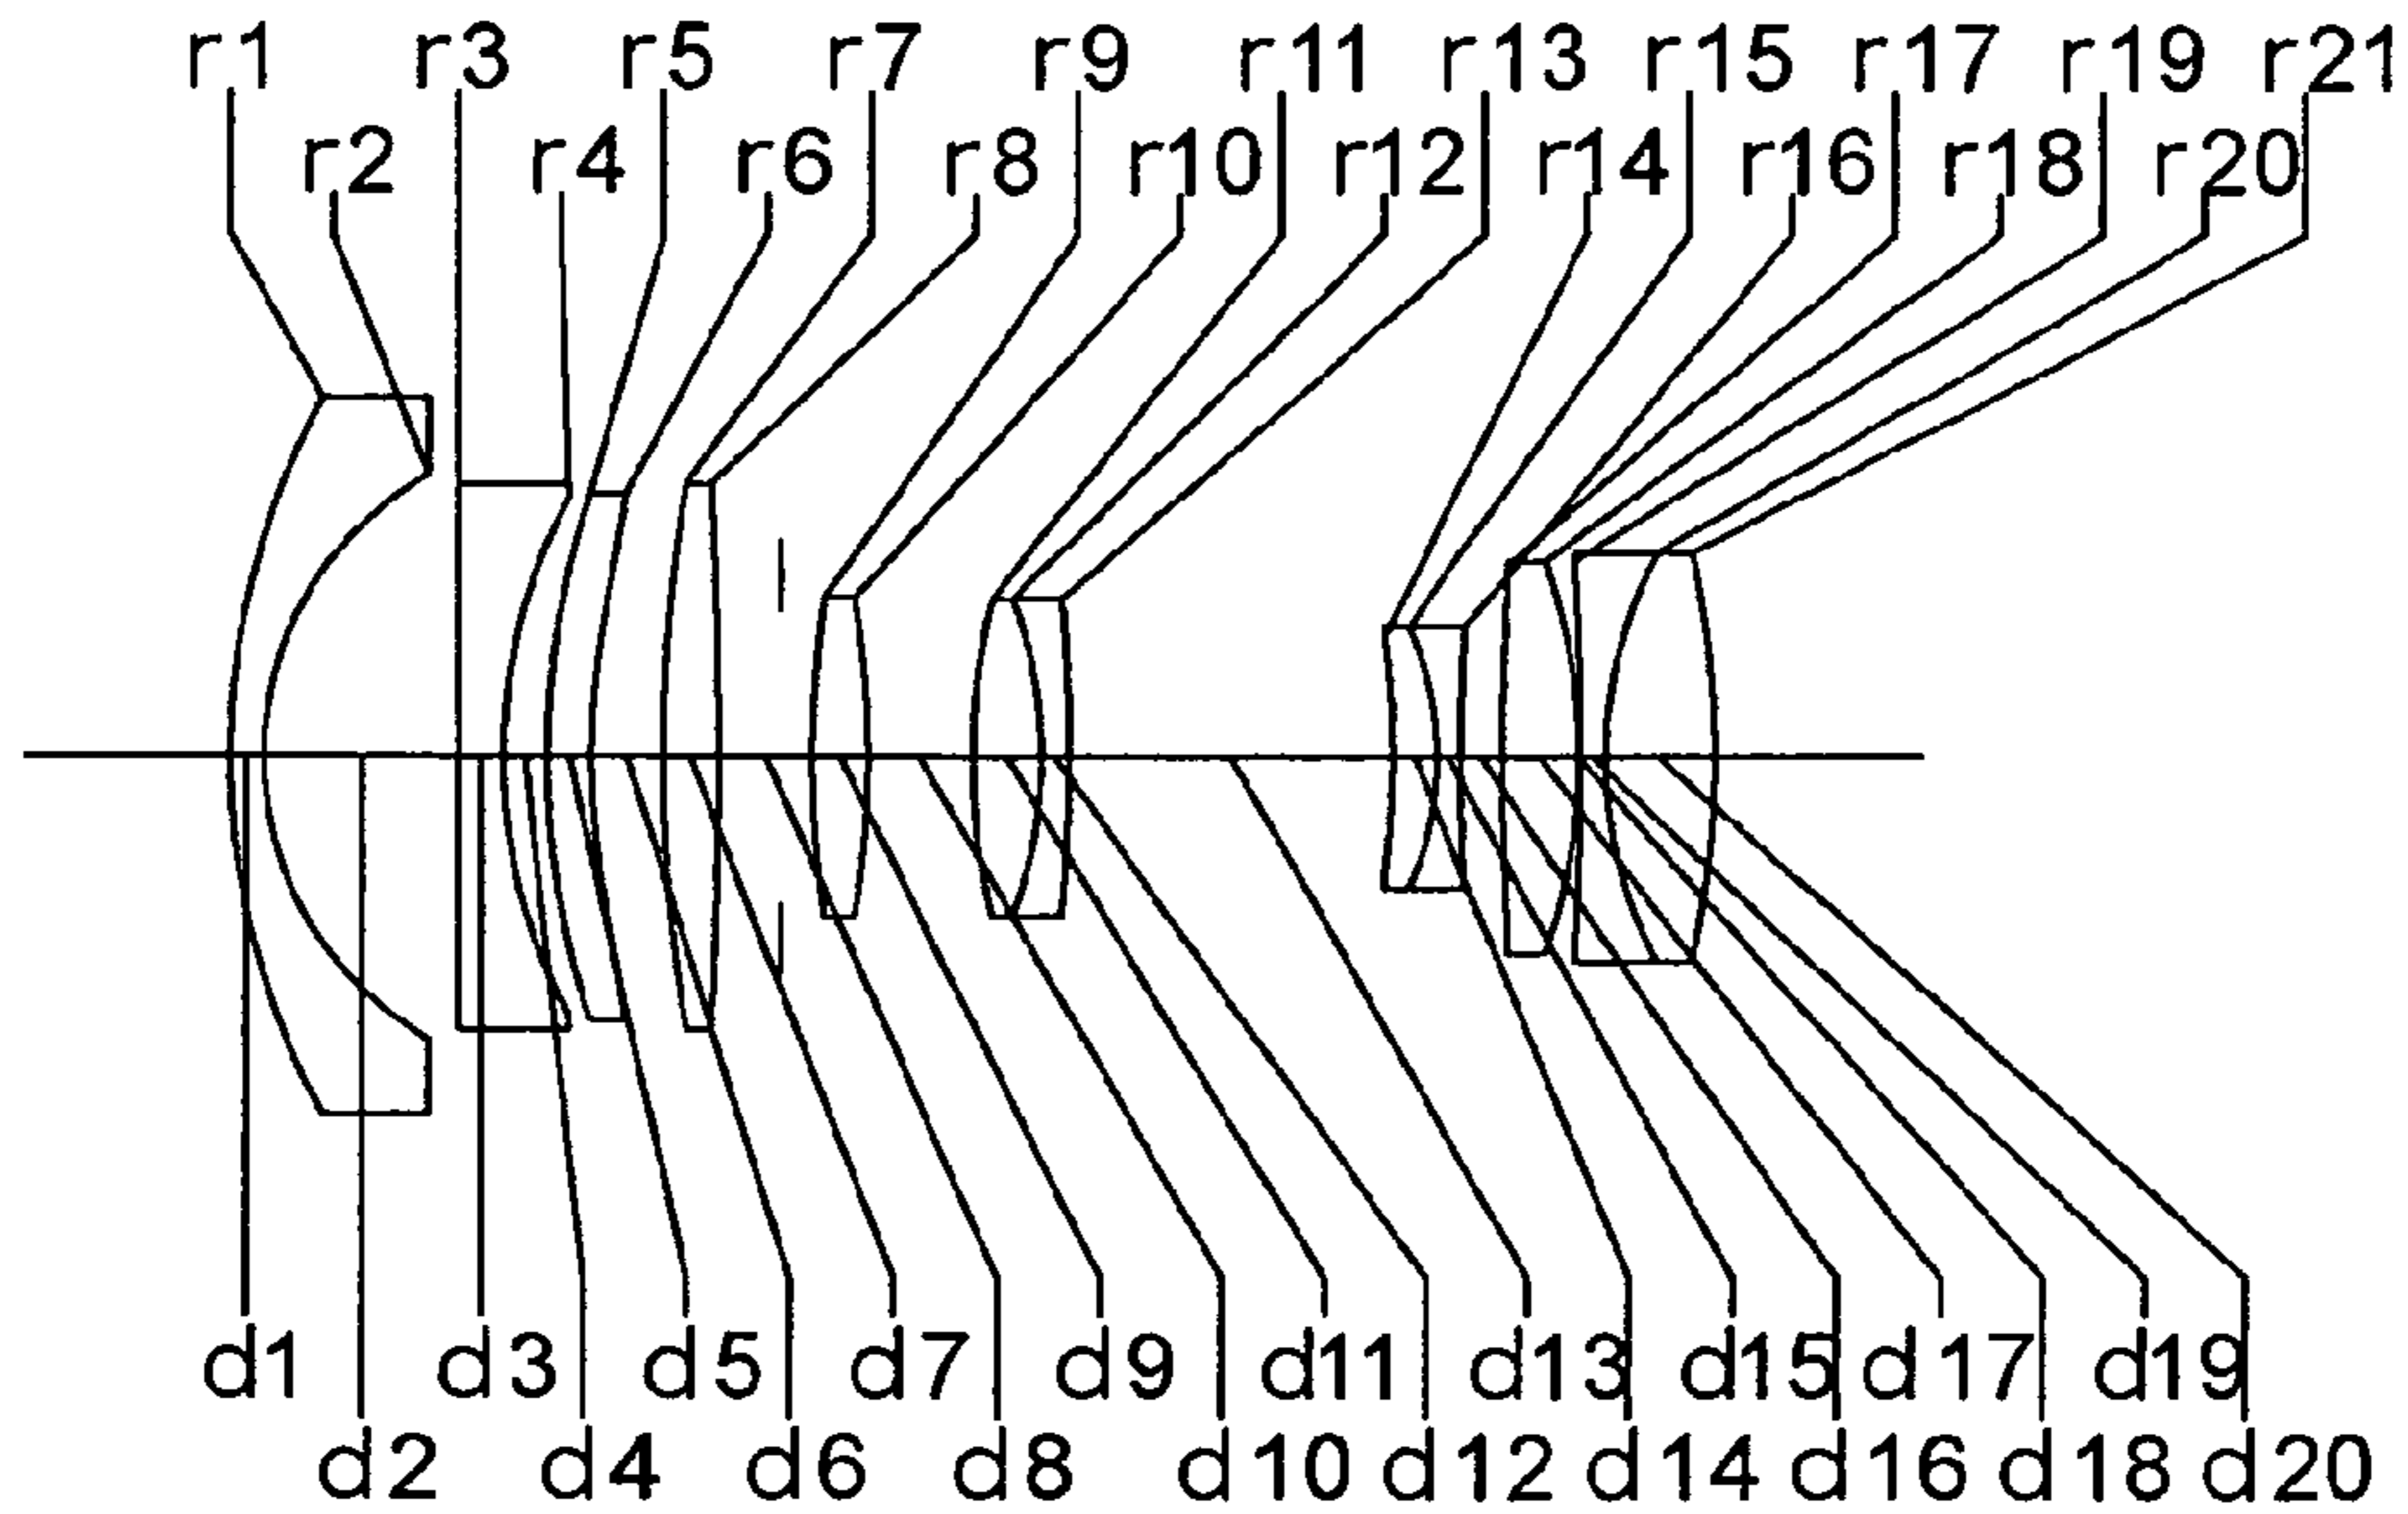 r1 r3 r5 r7 r9 r11 r13 r15 r17 r19 r21
r2 r4 r6 r8 r10 r12 r14 r16 r18 r20
d1 d3 d5 d7 d9 d11 d13 d15 d17 d19
d2 d4 d6 d8 d10 d12 d14 d16 d18 d20